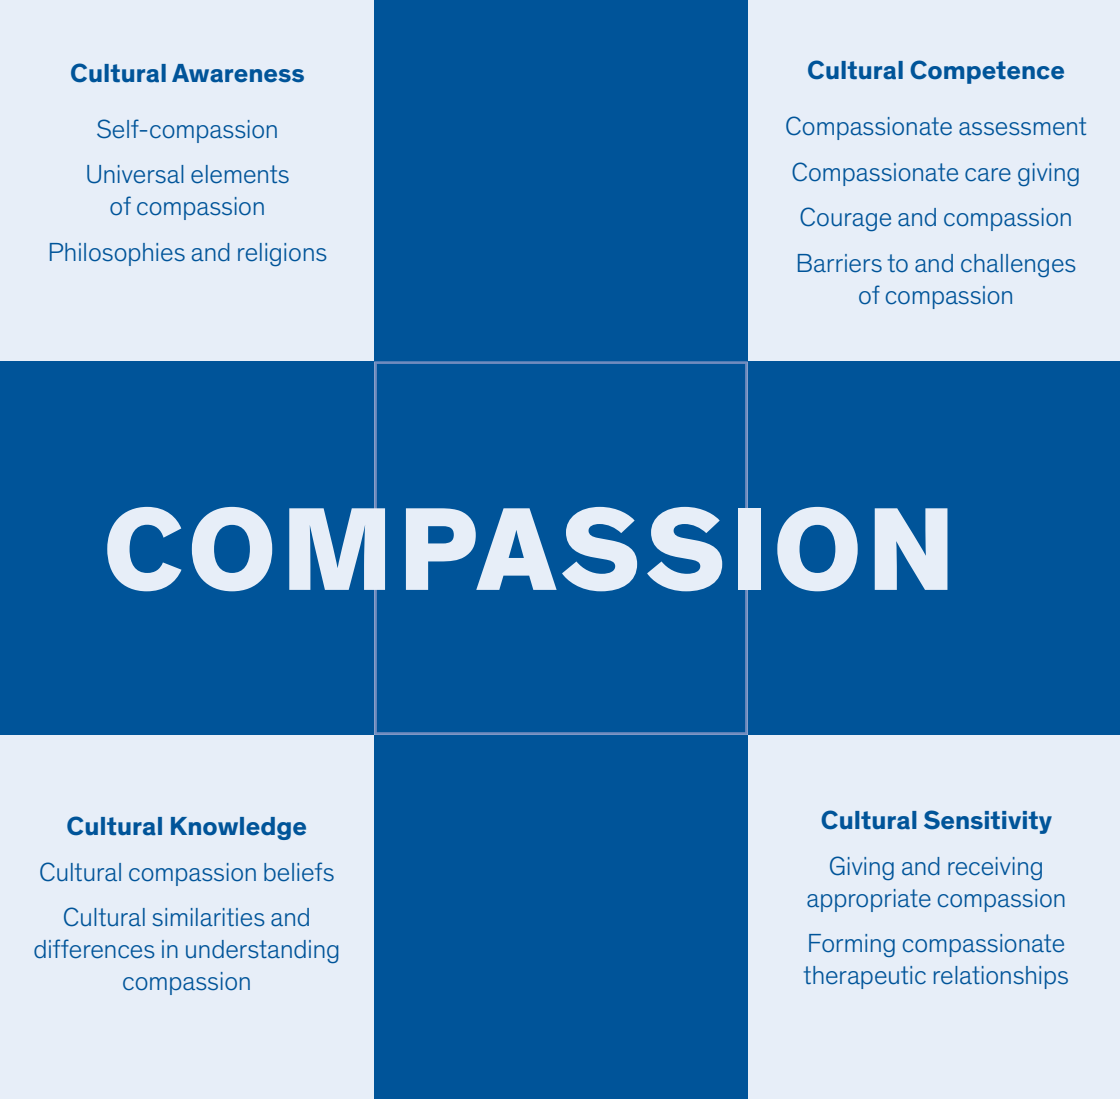 Cultural Awareness
Self-compassion
Universal elements
of compassion
Philosophies and religions
Cultural Competence
Compassionate assessment
Compassionate care giving
Courage and compassion
Barriers to and challenges
of compassion
COMPASSION
Cultural Knowledge
Cultural compassion beliefs
Cultural similarities and
differences in understanding
compassion
Cultural Sensitivity
Giving and receiving
appropriate compassion
Forming compassionate
therapeutic relationships